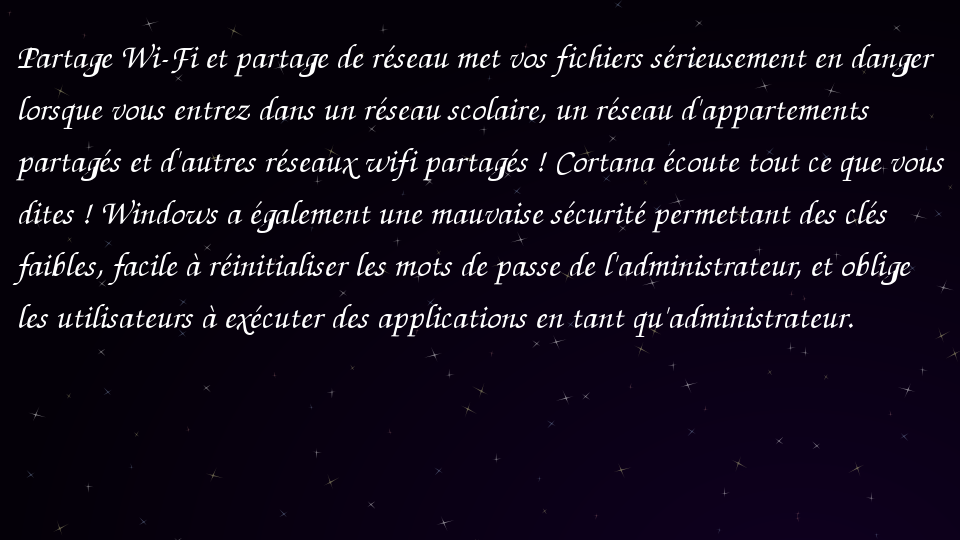 Partage Wi-Fi et partage de réseau met vos fichiers sérieusement en danger
lorsque vous entrez dans un réseau scolaire, un réseau d'appartements
partagés et d'autres réseaux wifi partagés ! Cortana écoute tout ce que vous
dites ! Windows a également une mauvaise sécurité permettant des clés
faibles, facile à réinitialiser les mots de passe de l'administrateur, et oblige
les utilisateurs à exécuter des applications en tant qu'administrateur.